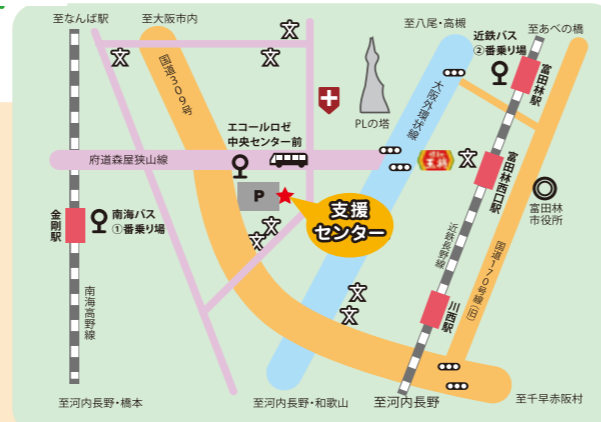 至なんば駅
至大阪市内
至八尾・高槻
至あべの橋
近鉄バス
②番乗り場
国道309号
PLの塔
大阪外環状線
富田林駅
エコールロゼ
中央センター前
府道森屋狭山線
P
支援
センター
富田林西口駅
富田林
市役所
金剛駅
南海バス
①番乗り場
近鉄長野線
国道170号線(旧)
南海高野線
川西駅
至河内長野・橋本
至河内長野・和歌山
至河内長野
至千早赤阪村